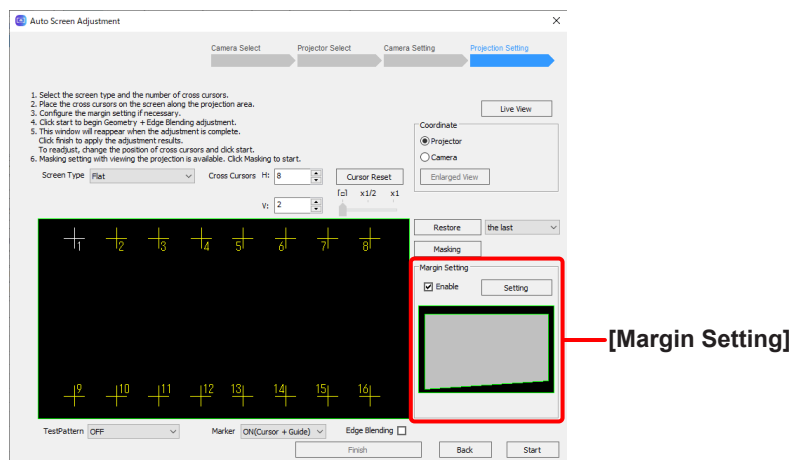 Auto Screen Adjustment
Camera Select
Projector Select
Camera Setting
Projection Setting
1. Select the screen type and the number of cross cursors.
2. Place the cross cursors on the screen along the projection area.
3. Configure the margin setting if necessary.
4. Click start to begin Geometry + Edge Blending adjustment.
5. This window will reappear when the adjustment is complete.
Click finish to apply the adjustment results.
To readjust, change the position of cross cursors and click start.
6. Masking setting with viewing the projection is available. Click Masking to start.
Live View
Coordinate
Projector
Camera
Enlarged View
Screen Type Flat
Cross Cursors H: 8
Cursor Reset
[□] x1/2 x1
V: 2
Restore the last
Masking
Margin Setting
Enable
Setting
1 2 3 4 5 6 7 8
9 10 11 12 13 14 15 16
[Margin Setting]
TestPattern OFF
Marker ON(Cursor + Guide)
Edge Blending
Finish
Back
Start